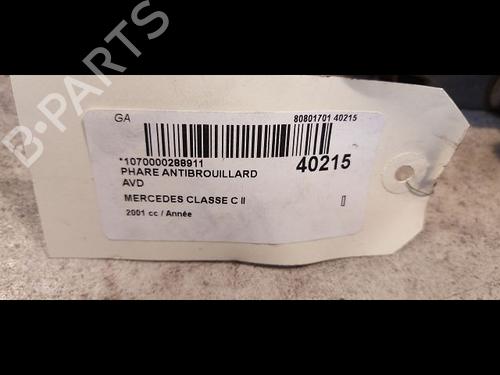 GA 80801701 40215
*1070000288911 40215
PHARE ANTIBROUILLARD
AVD
MERCEDES CLASSE C II
2001 cc / Année
B-PARTS